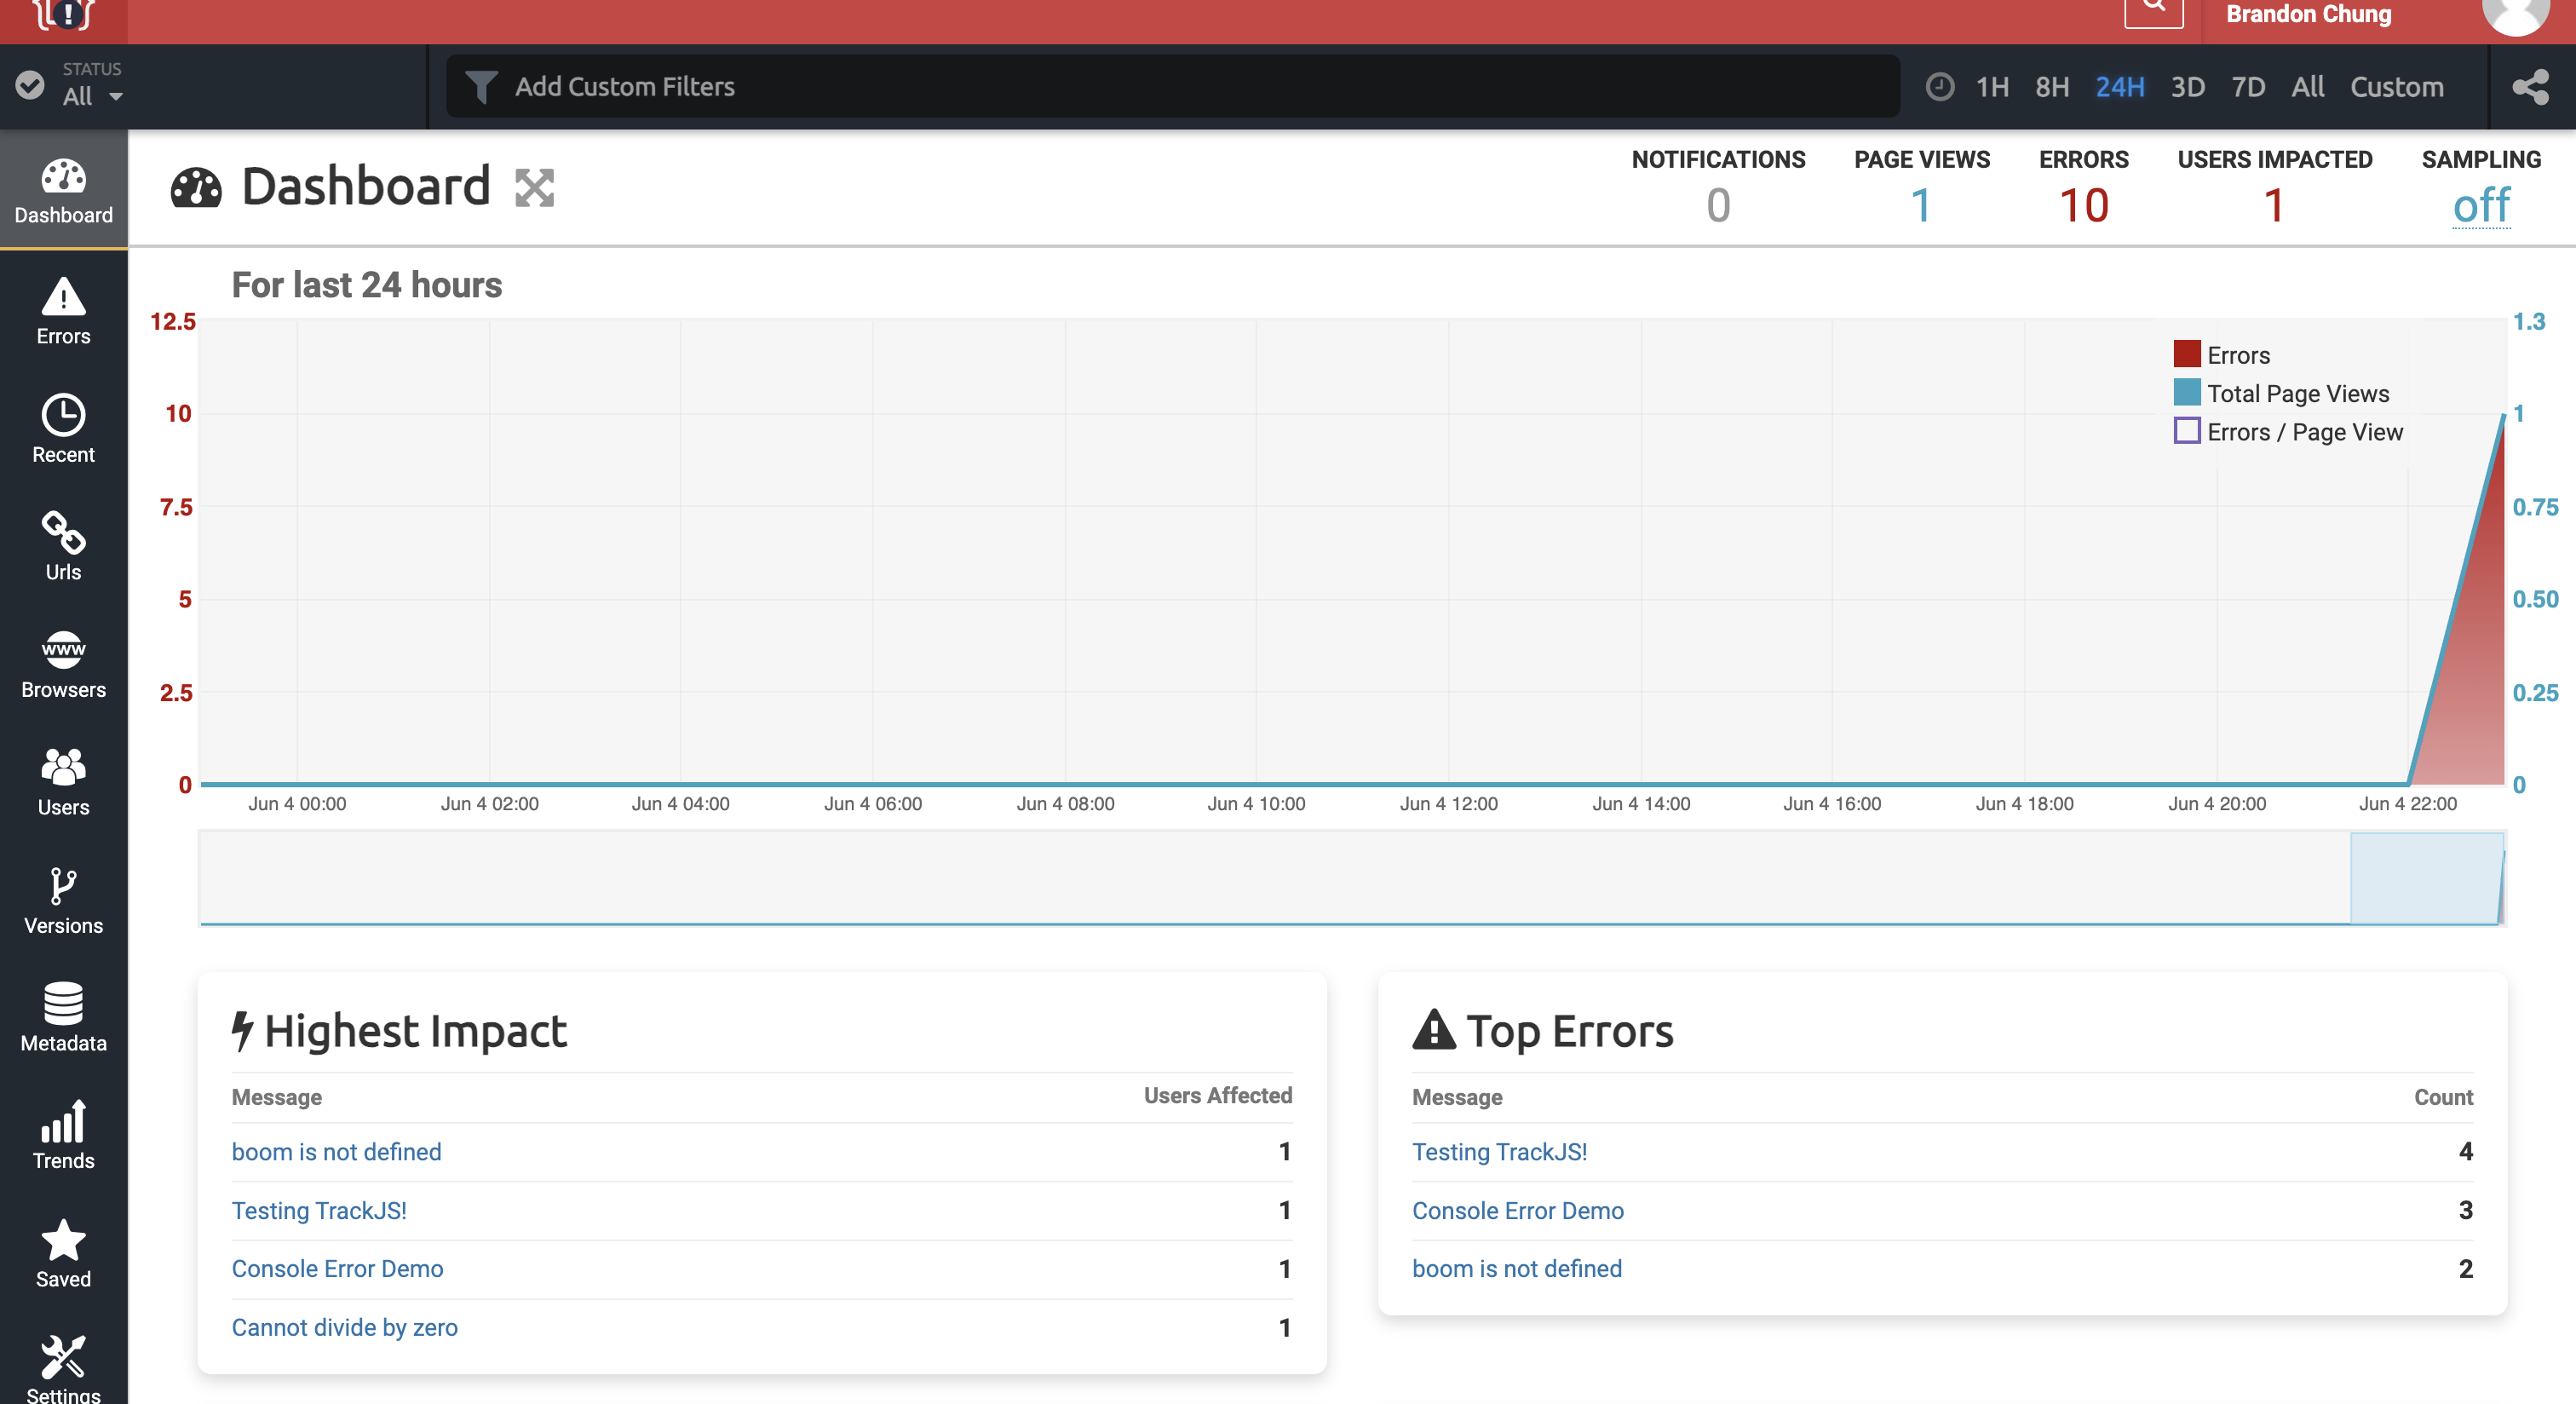 Brandon Chung
STATUS
All
Add Custom Filters
1H 8H 24H 3D 7D All Custom
Dashboard
Errors
Recent
Urls
www
Browsers
Users
Versions
Metadata
Trends
Saved
Settings
Dashboard
NOTIFICATIONS PAGE VIEWS ERRORS USERS IMPACTED SAMPLING
0 1 10 1 off
For last 24 hours
12.5
10
7.5
5
2.5
0
Errors
Total Page Views
Errors / Page View
1.3
1
0.75
0.50
0.25
0
Jun 4 00:00 Jun 4 02:00 Jun 4 04:00 Jun 4 06:00 Jun 4 08:00 Jun 4 10:00 Jun 4 12:00 Jun 4 14:00 Jun 4 16:00 Jun 4 18:00 Jun 4 20:00 Jun 4 22:00
Highest Impact
Message Users Affected
boom is not defined 1
Testing TrackJS! 1
Console Error Demo 1
Cannot divide by zero 1
Top Errors
Message Count
Testing TrackJS! 4
Console Error Demo 3
boom is not defined 2